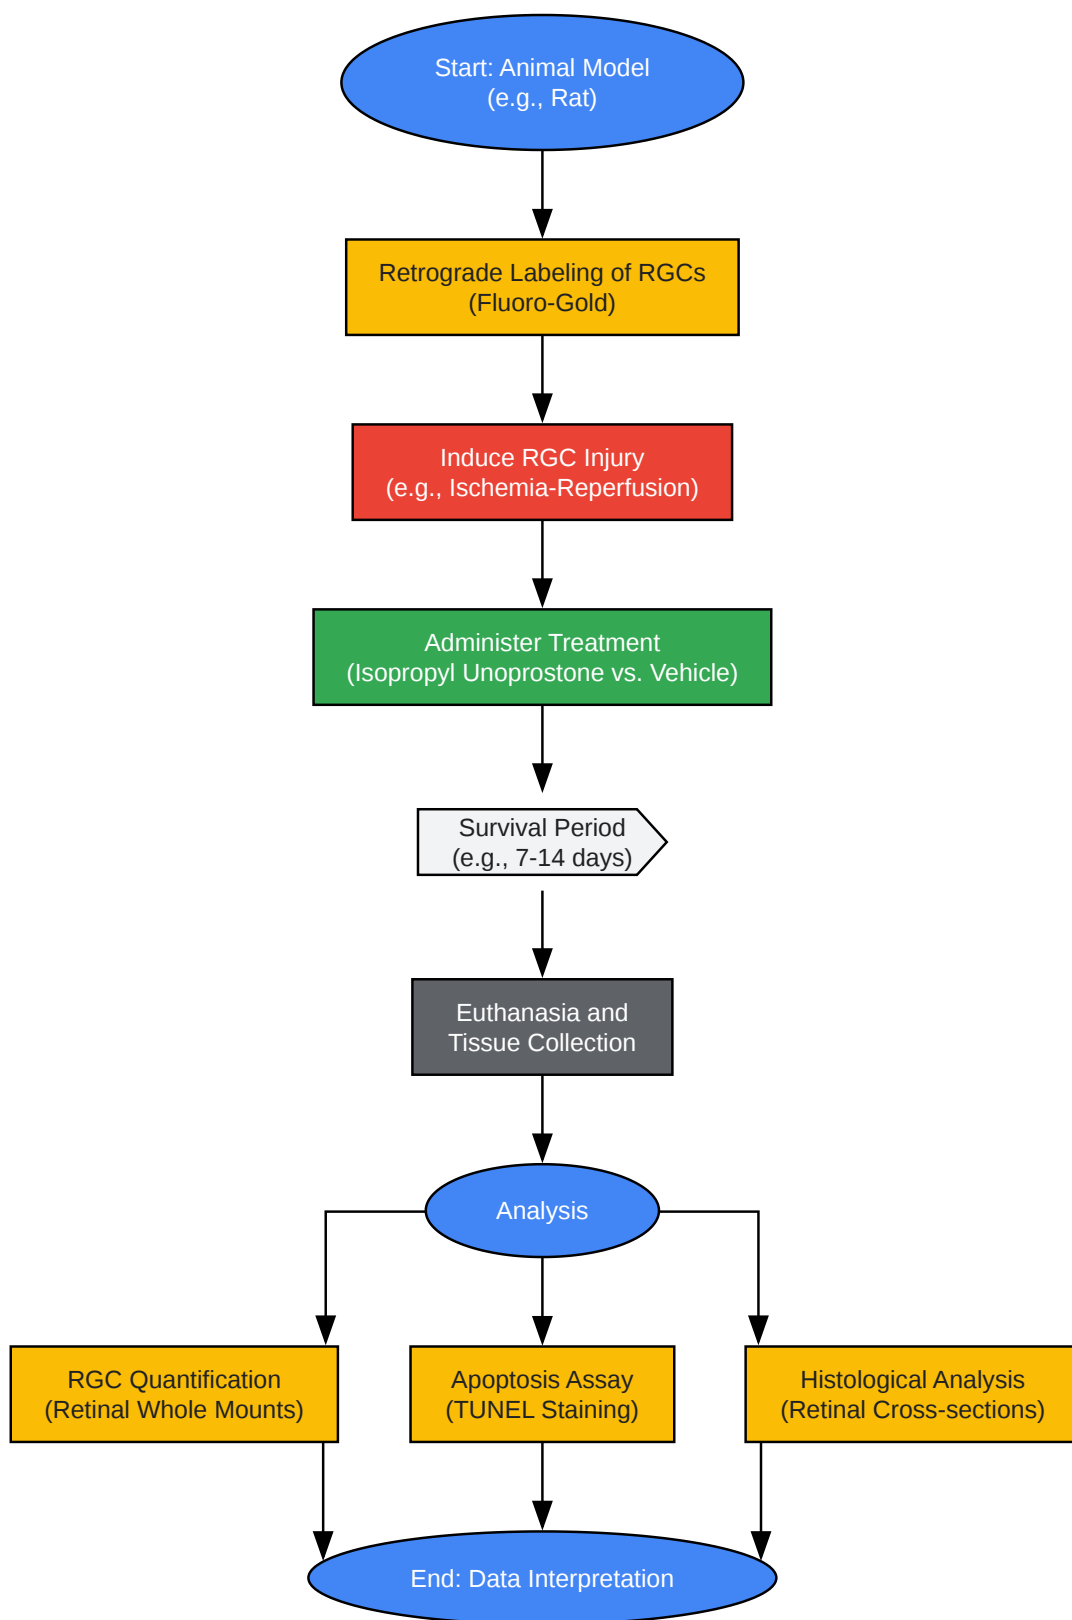 Start: Animal Model
(e.g., Rat)
Retrograde Labeling of RGCs
(Fluoro-Gold)
Induce RGC Injury
(e.g., Ischemia-Reperfusion)
Administer Treatment
(Isopropyl Unoprostone vs. Vehicle)
Survival Period
(e.g., 7-14 days)
Euthanasia and
Tissue Collection
Analysis
RGC Quantification
(Retinal Whole Mounts)
Apoptosis Assay
(TUNEL Staining)
Histological Analysis
(Retinal Cross-sections)
End: Data Interpretation